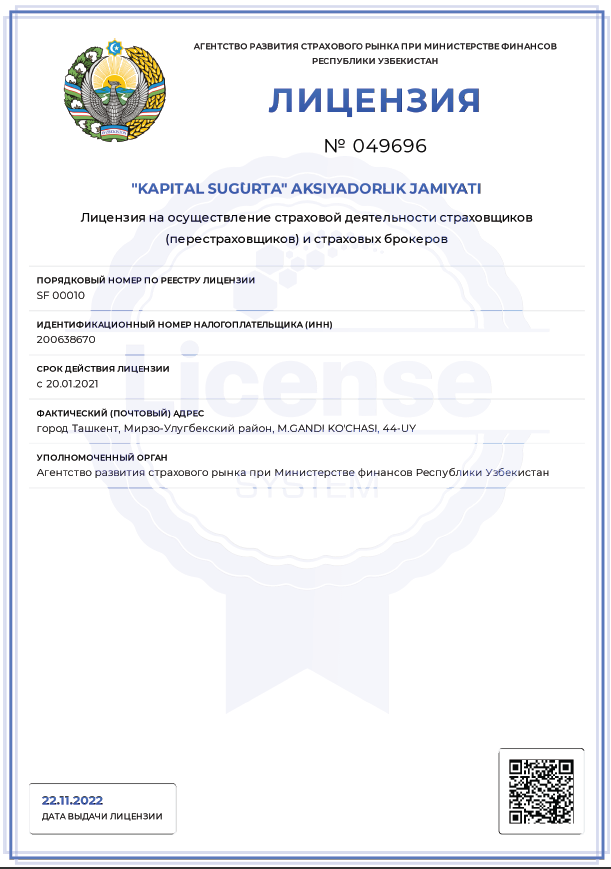 АГЕНТСТВО РАЗВИТИЯ СТРАХОВОГО РЫНКА ПРИ МИНИСТЕРСТВЕ ФИНАНСОВ
РЕСПУБЛИКИ УЗБЕКИСТАН
ЛИЦЕНЗИЯ
№ 049696
"KAPITAL SUGURTA" AKSIYADORLIK JAMIYATI
Лицензия на осуществление страховой деятельности страховщиков
(перестраховщиков) и страховых брокеров
ПОРЯДКОВЫЙ НОМЕР ПО РЕЕСТРУ ЛИЦЕНЗИИ
SF 00010
ИДЕНТИФИКАЦИОННЫЙ НОМЕР НАЛОГОПЛАТЕЛЬЩИКА (ИНН)
200638670
СРОК ДЕЙСТВИЯ ЛИЦЕНЗИИ
с 20.01.2021
License
ФАКТИЧЕСКИЙ (ПОЧТОВЫЙ) АДРЕС
город Ташкент, Мирзо-Улугбекский район, M.GANDI KO'CHASI, 44-UY
УПОЛНОМОЧЕННЫЙ ОРГАН
Агентство развития страхового рынка при Министерстве финансов Республики Узбекистан
SYSTEM
22.11.2022
ДАТА ВЫДАЧИ ЛИЦЕНЗИИ